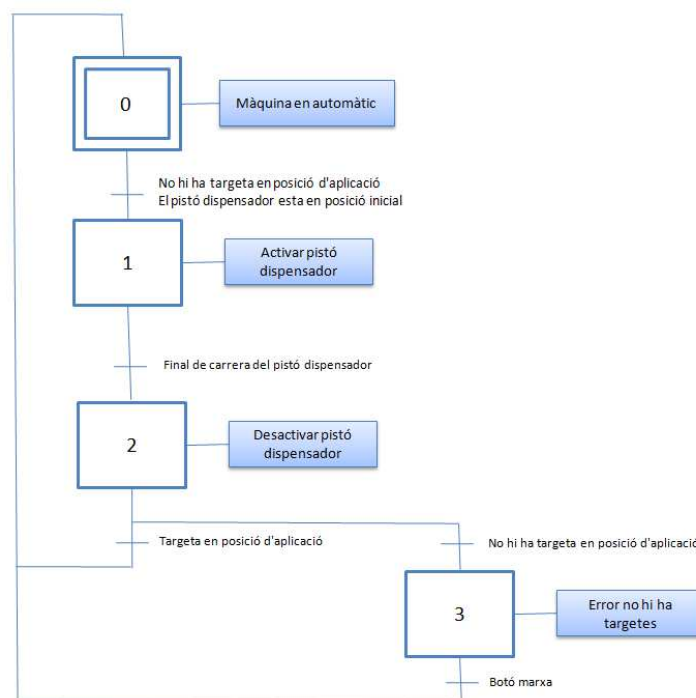 0
Màquina en automàtic
No hi ha targeta en posició d'aplicació
El pistó dispensador esta en posició inicial
1
Activar pistó
dispensador
Final de carrera del pistó dispensador
2
Desactivar pistó
dispensador
Targeta en posició d'aplicació
No hi ha targeta en posició d'aplicació
3
Error no hi ha
targetes
Botó marxa